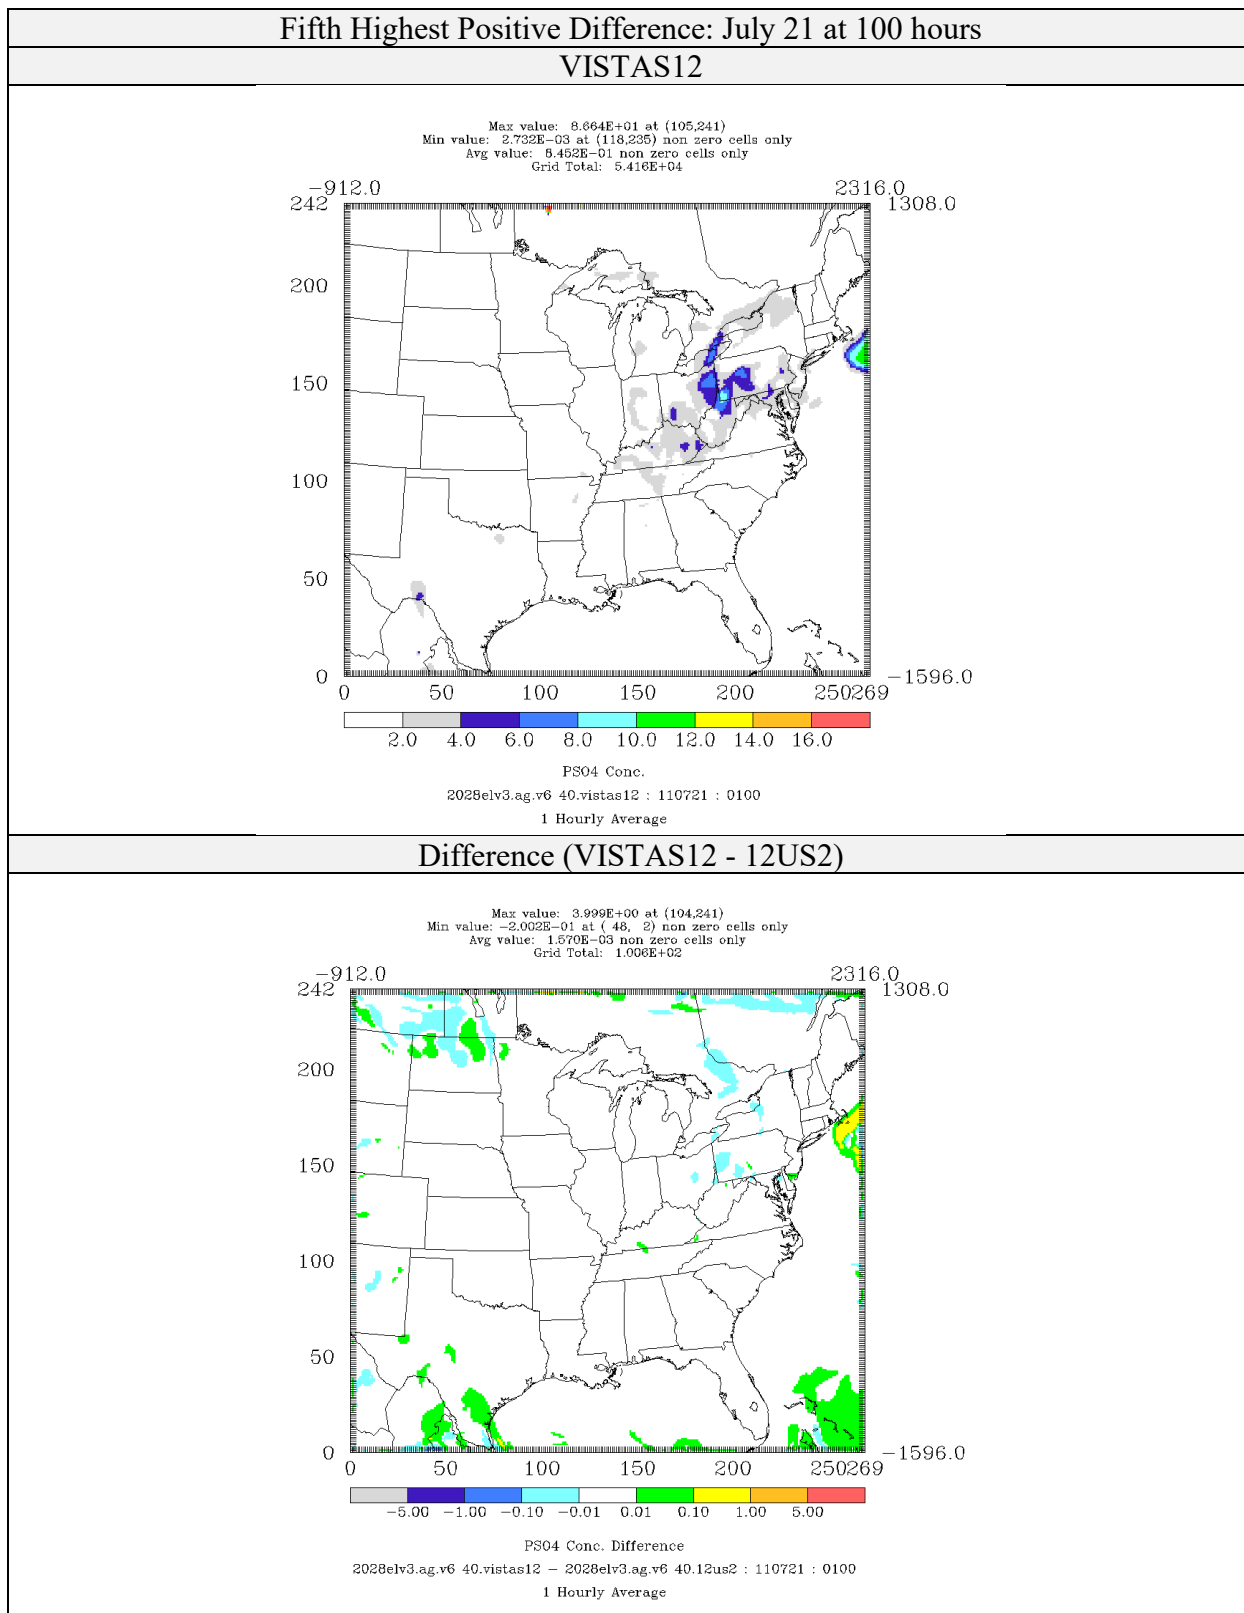 Fifth Highest Positive Difference: July 21 at 100 hours
VISTAS12
Max value: 8.664E+01 at (105,241)
Min value: 2.732E-03 at (118,235) non zero cells only
Avg value: 8.452E-01 non zero cells only
Grid Total: 5.416E+04
-912.0 2316.0
242 1308.0
200
150
100
50
0 -1596.0
0 50 100 150 200 250269
2.0 4.0 6.0 8.0 10.0 12.0 14.0 16.0
PSO4 Conc.
2028elv3.ag.v6 40.vistas12 : 110721 : 0100
1 Hourly Average
Difference (VISTAS12 - 12US2)
Max value: 3.999E+00 at (104,241)
Min value: -2.002E-01 at ( 48, 2) non zero cells only
Avg value: 1.570E-03 non zero cells only
Grid Total: 1.006E+02
-912.0 2316.0
242 1308.0
200
150
100
50
0 -1596.0
0 50 100 150 200 250269
-5.00 -1.00 -0.10 -0.01 0.01 0.10 1.00 5.00
PSO4 Conc. Difference
2028elv3.ag.v6 40.vistas12 - 2028elv3.ag.v6 40.12us2 : 110721 : 0100
1 Hourly Average